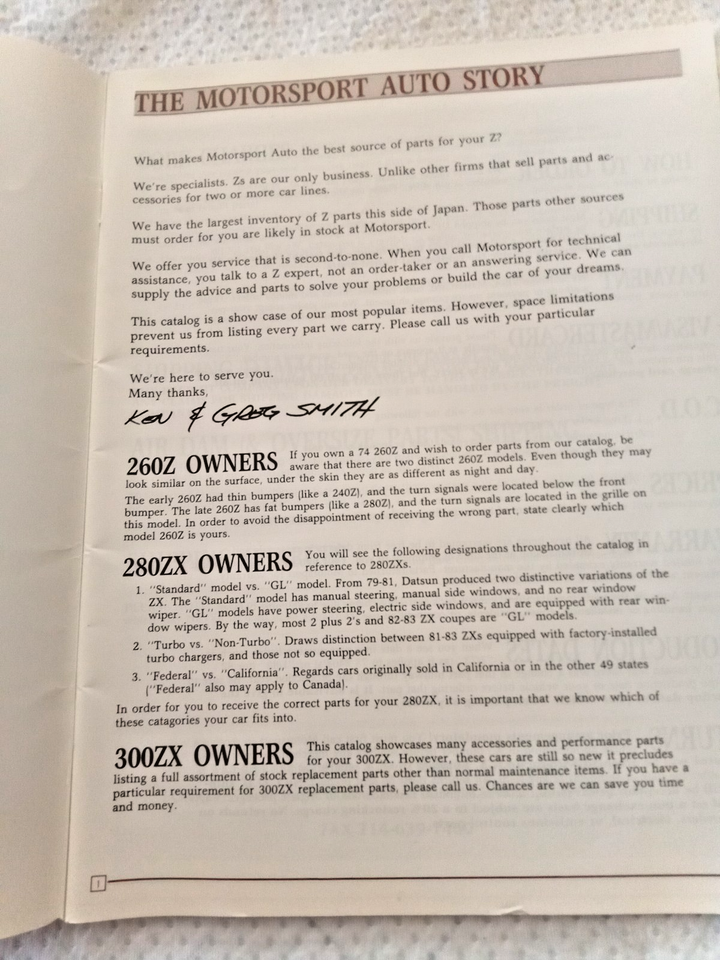 THE MOTORSPORT AUTO STORY
What makes Motorsport Auto the best source of parts for your Z?
We're specialists. Zs are our only business. Unlike other firms that sell parts and ac-
cessories for two or more car lines.
We have the largest inventory of Z parts this side of Japan. Those parts other sources
must order for you are likely in stock at Motorsport.
We offer you service that is second-to-none. When you call Motorsport for technical
assistance, you talk to a Z expert, not an order-taker or an answering service. We can
supply the advice and parts to solve your problems or build the car of your dreams.
This catalog is a show case of our most popular items. However, space limitations
prevent us from listing every part we carry. Please call us with your particular
requirements.
We're here to serve you.
Many thanks,
KEN & GREG SMITH
260Z OWNERS If you own a 74 260Z and wish to order parts from our catalog, be
aware that there are two distinct 260Z models. Even though they may
look similar on the surface, under the skin they are as different as night and day.
The early 260Z had thin bumpers (like a 240Z), and the turn signals were located below the front
bumper. The late 260Z has fat bumpers (like a 280Z), and the turn signals are located in the grille on
this model. In order to avoid the disappointment of receiving the wrong part, state clearly which
model 260Z is yours.
280ZX OWNERS You will see the following designations throughout the catalog in
reference to 280ZXs.
1. "Standard" model vs. "GL" model. From 79-81, Datsun produced two distinctive variations of the
ZX. The "Standard" model has manual steering, manual side windows, and no rear window
wiper. "GL" models have power steering, electric side windows, and are equipped with rear win-
dow wipers. By the way, most 2 plus 2's and 82-83 ZX coupes are "GL" models.
2. "Turbo vs. "Non-Turbo". Draws distinction between 81-83 ZXs equipped with factory-installed
turbo chargers, and those not so equipped.
3. "Federal" vs. "California". Regards cars originally sold in California or in the other 49 states
("Federal" also may apply to Canada).
In order for you to receive the correct parts for your 280ZX, it is important that we know which of
these catagories your car fits into.
300ZX OWNERS This catalog showcases many accessories and performance parts
for your 300ZX. However, these cars are still so new it precludes
listing a full assortment of stock replacement parts other than normal maintenance items. If you have a
particular requirement for 300ZX replacement parts, please call us. Chances are we can save you time
and money.
1